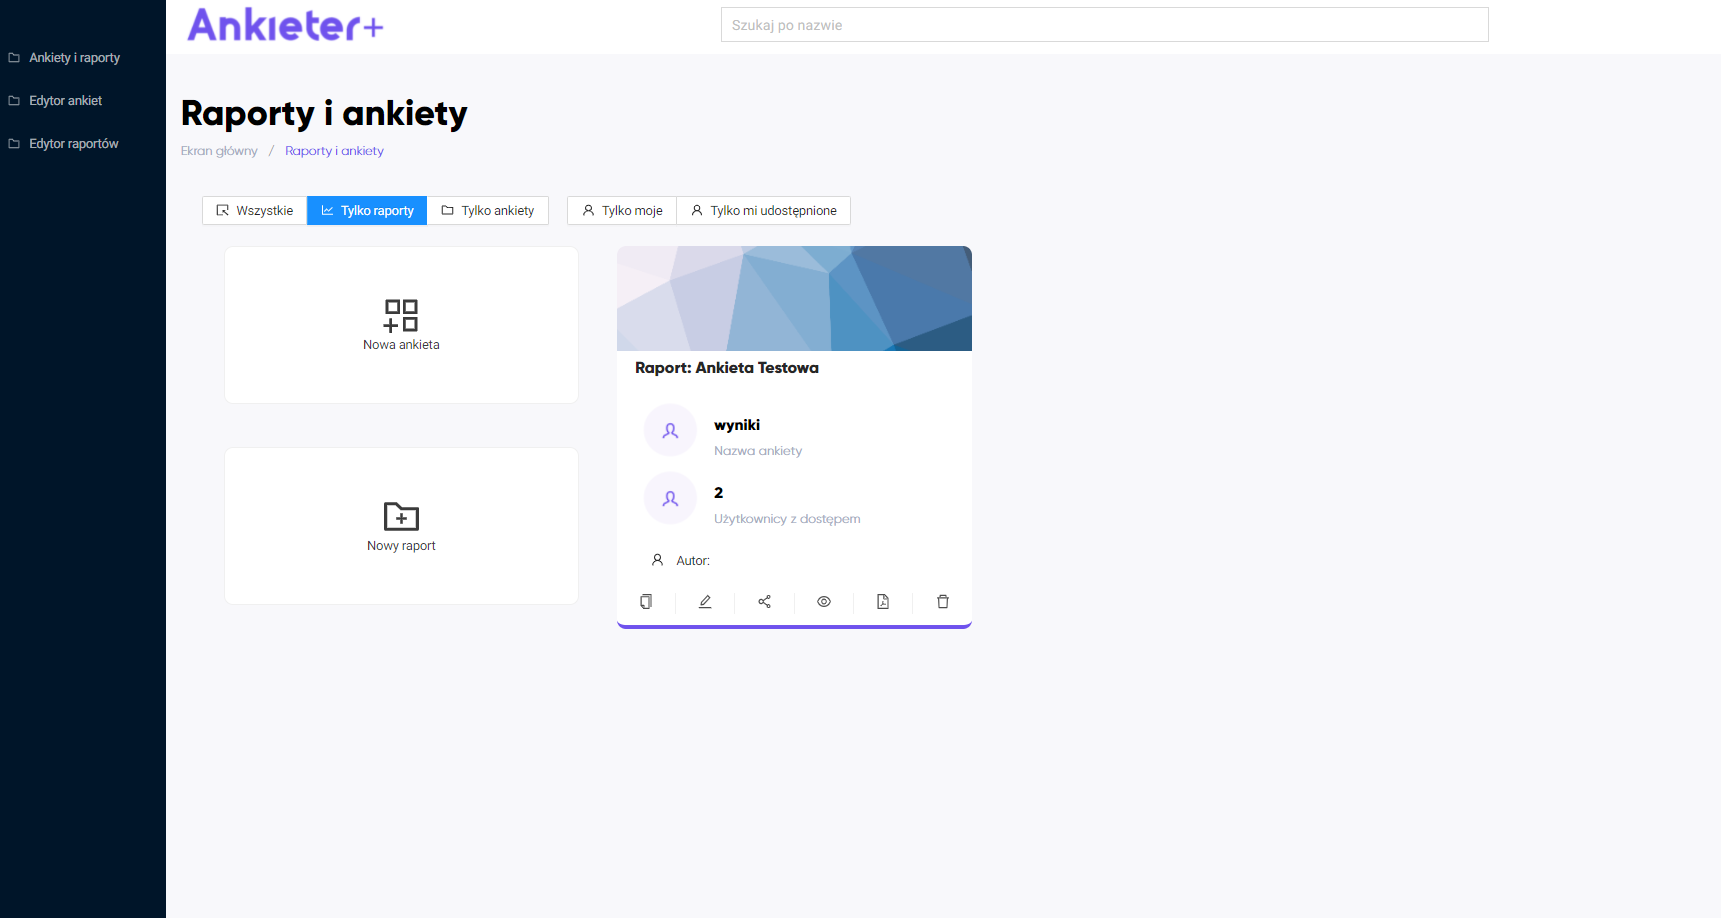 Ankieter+
Szukaj po nazwie
Ankiety i raporty
Edytor ankiet
Edytor raportów
Raporty i ankiety
Ekran główny / Raporty i ankiety
Wszystkie Tylko raporty Tylko ankiety Tylko moje Tylko mi udostępnione
Nowa ankieta
Nowy raport
Raport: Ankieta Testowa
wyniki
Nazwa ankiety
2
Użytkownicy z dostępem
Autor: